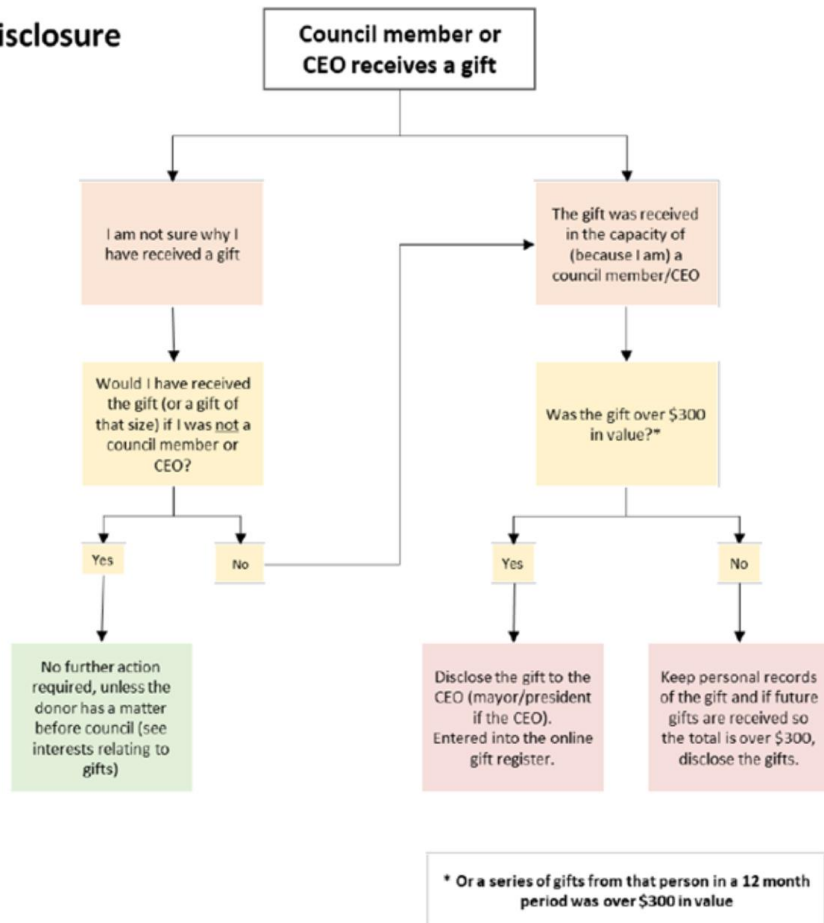 isclosure
Council member or
CEO receives a gift
I am not sure why I
have received a gift
The gift was received
in the capacity of
(because I am) a
council member/CEO
Would I have received
the gift (or a gift of
that size) if I was not a
council member or
CEO?
Was the gift over $300
in value?*
Yes
No
Yes
No
No further action
required, unless the
donor has a matter
before council (see
interests relating to
gifts)
Disclose the gift to the
CEO (mayor/president
if the CEO).
Entered into the online
gift register.
Keep personal records
of the gift and if future
gifts are received so
the total is over $300,
disclose the gifts.
* Or a series of gifts from that person in a 12 month
period was over $300 in value